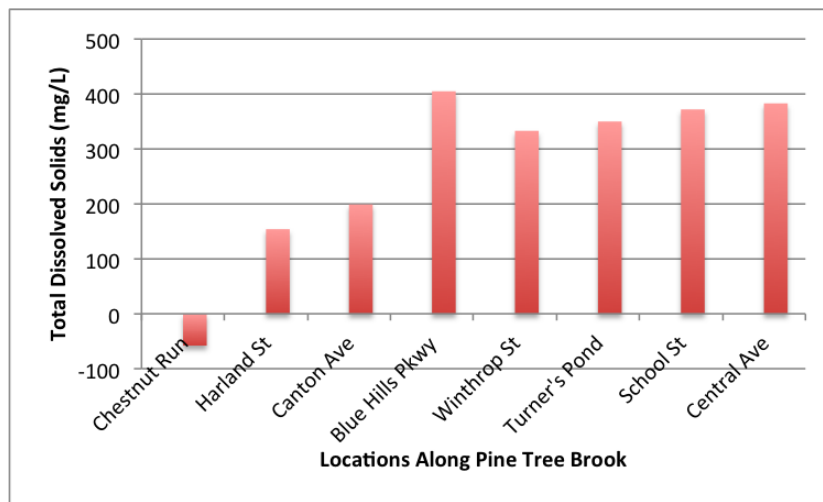 Total Dissolved Solids (mg/L)
500
400
300
200
100
0
-100
Chestnut Run
Harland St
Canton Ave
Blue Hills Pkwy
Winthrop St
Turner's Pond
School St
Central Ave
Locations Along Pine Tree Brook